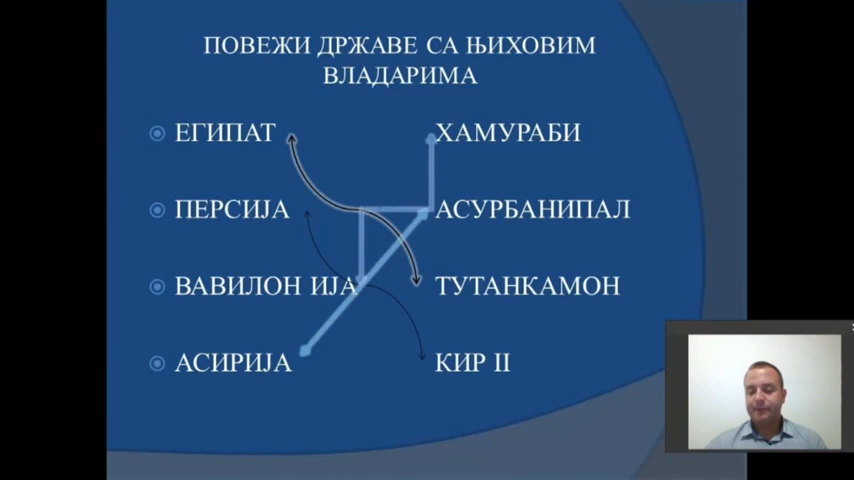 ПОВЕЖИ ДРЖАВЕ СА ЊИХОВИМ
ВЛАДАРИМА
ЕГИПАТ ХАМУРАБИ
ПЕРСИЈА АСУРБАНИПАЛ
ВАВИЛОН ИЈА ТУТАНКАМОН
АСИРИЈА КИР II